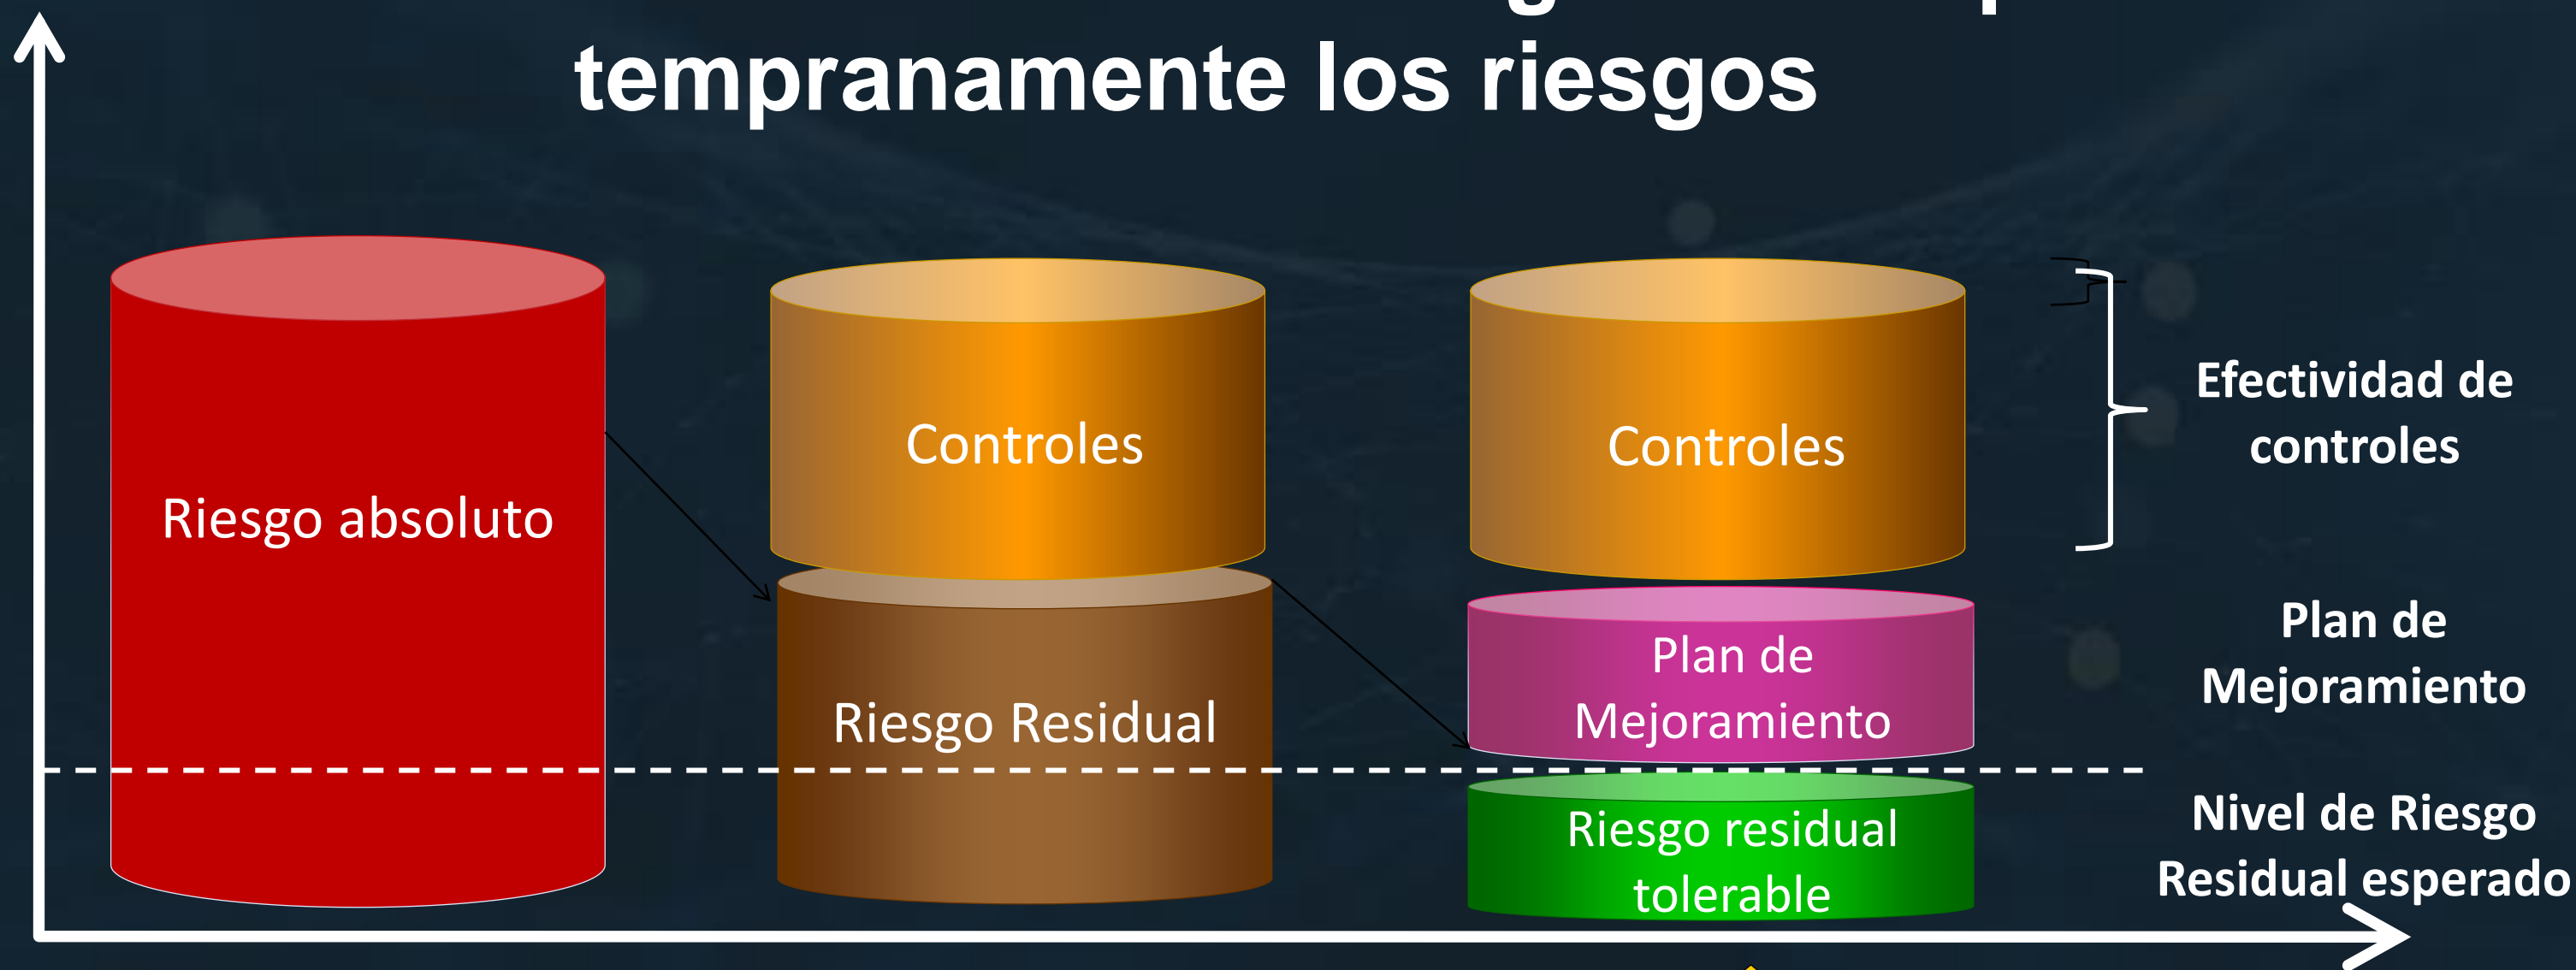 tempranamente los riesgos
Riesgo absoluto
Controles
Riesgo Residual
Controles
Plan de
Mejoramiento
Riesgo residual
tolerable
Efectividad de
controles
Plan de
Mejoramiento
Nivel de Riesgo
Residual esperado